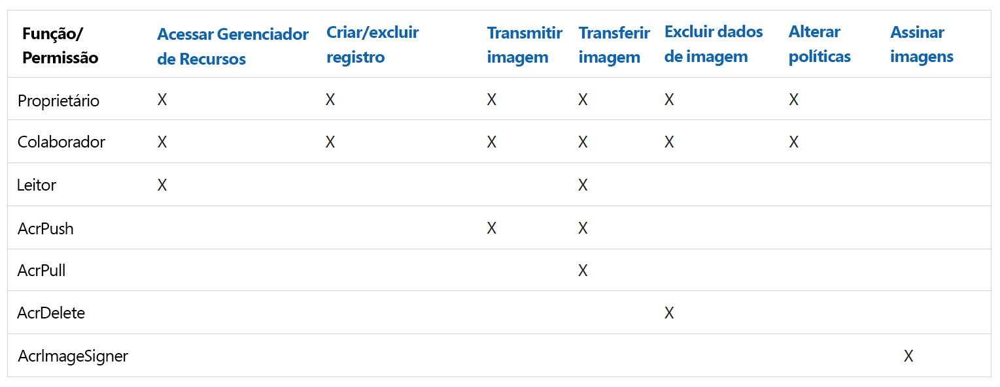 Função/ Acessar Gerenciador Criar/excluir Transmitir Transferir Excluir dados Alterar Assinar
Permissão de Recursos registro imagem imagem de imagem políticas imagens
Proprietário X X X X X X
Colaborador X X X X X X
Leitor X X
AcrPush X X
AcrPull X
AcrDelete X
AcrImageSigner X